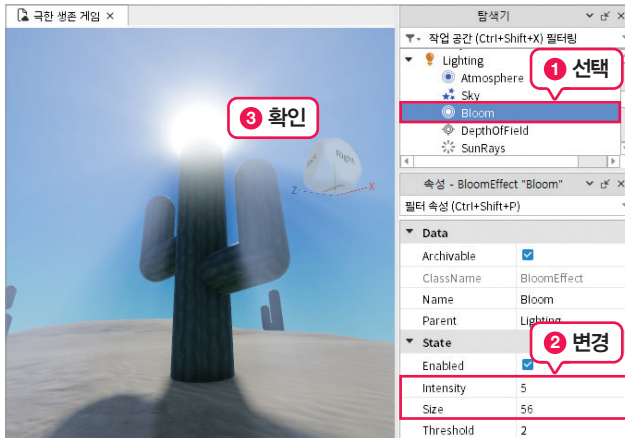 극한 생존 게임 ×
탐색기
작업 공간 (Ctrl+Shift+X) 필터링
Lighting
Atmosphere
① 선택
Sky
Bloom
③ 확인
DepthOfField
SunRays
Right
Z
X
속성 - BloomEffect "Bloom"
필터 속성 (Ctrl+Shift+P)
Data
Archivable
ClassName BloomEffect
Name Bloom
Parent Lighting
State
② 변경
Enabled
Intensity 5
Size 56
Threshold 2